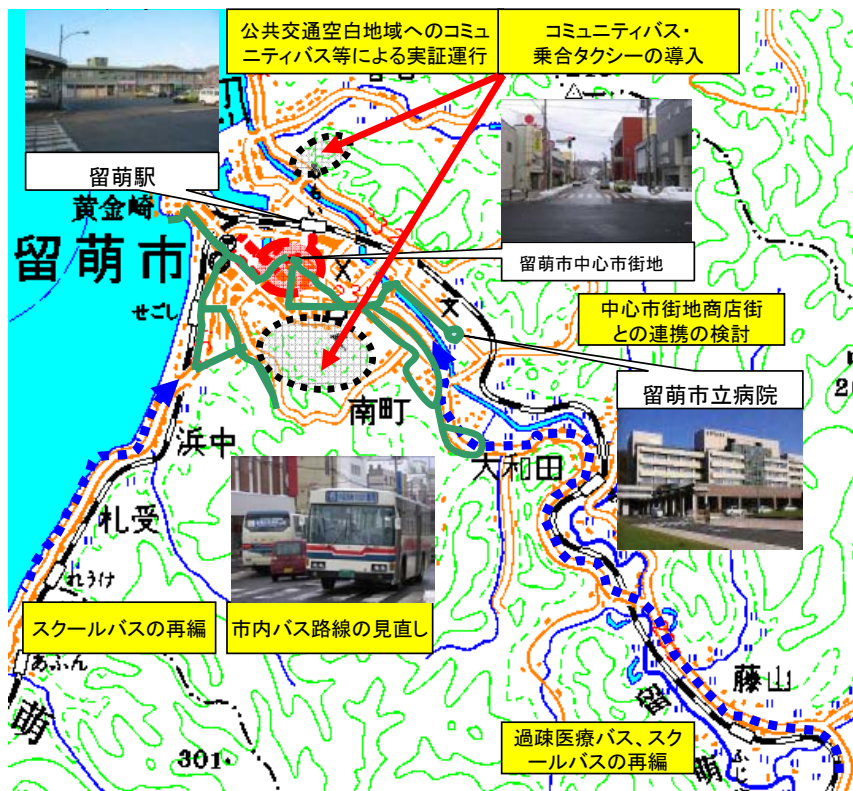 公共交通空白地域へのコミュ
ニティバス等による実証運行
コミュニティバス・
乗合タクシーの導入
留萌駅
黄金崎
留萌市
留萌市中心市街地
せごし
中心市街地商店街
との連携の検討
留萌市立病院
南町
浜中
大和田
札受
れうけ
スクールバスの再編
市内バス路線の見直し
あふん
藤山
留
萌
萌
301
過疎医療バス、スク
ールバスの再編